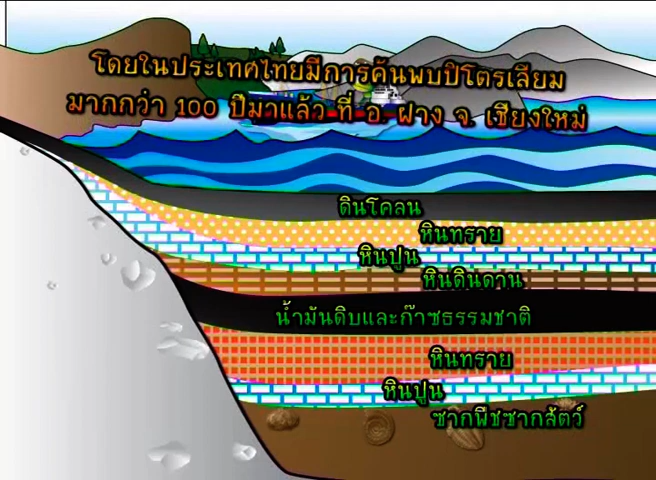 โดยในประเทศไทยมีการค้นพบปิโตรเลียม
มากกว่า 100 ปีมาแล้ว ที่ อ. ฝาง จ. เชียงใหม่
ดินโคลน
หินทราย
หินปูน
หินดินดาน
น้ำมันดิบและก๊าซธรรมชาติ
หินทราย
หินปูน
ซากพืชซากสัตว์